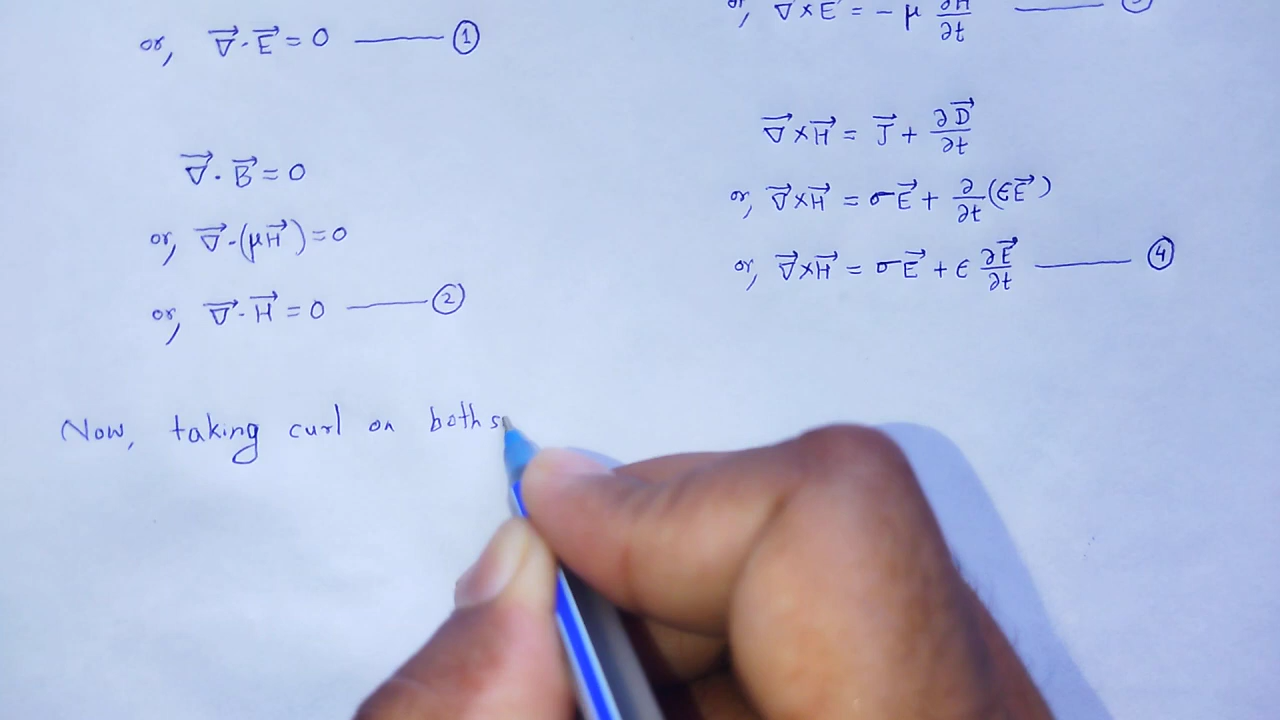 or, ∇⃗·E⃗ = 0 ——— ①
∇⃗·B⃗ = 0
or, ∇⃗·(μH⃗) = 0
or, ∇⃗·H⃗ = 0 ——— ②
or, ∇⃗×E⃗ = -μ ∂H⃗/∂t ——— ③
∇⃗×H⃗ = J⃗ + ∂D⃗/∂t
or, ∇⃗×H⃗ = σE⃗ + ∂/∂t(εE⃗)
or, ∇⃗×H⃗ = σE⃗ + ε ∂E⃗/∂t ——— ④
Now, taking curl on both